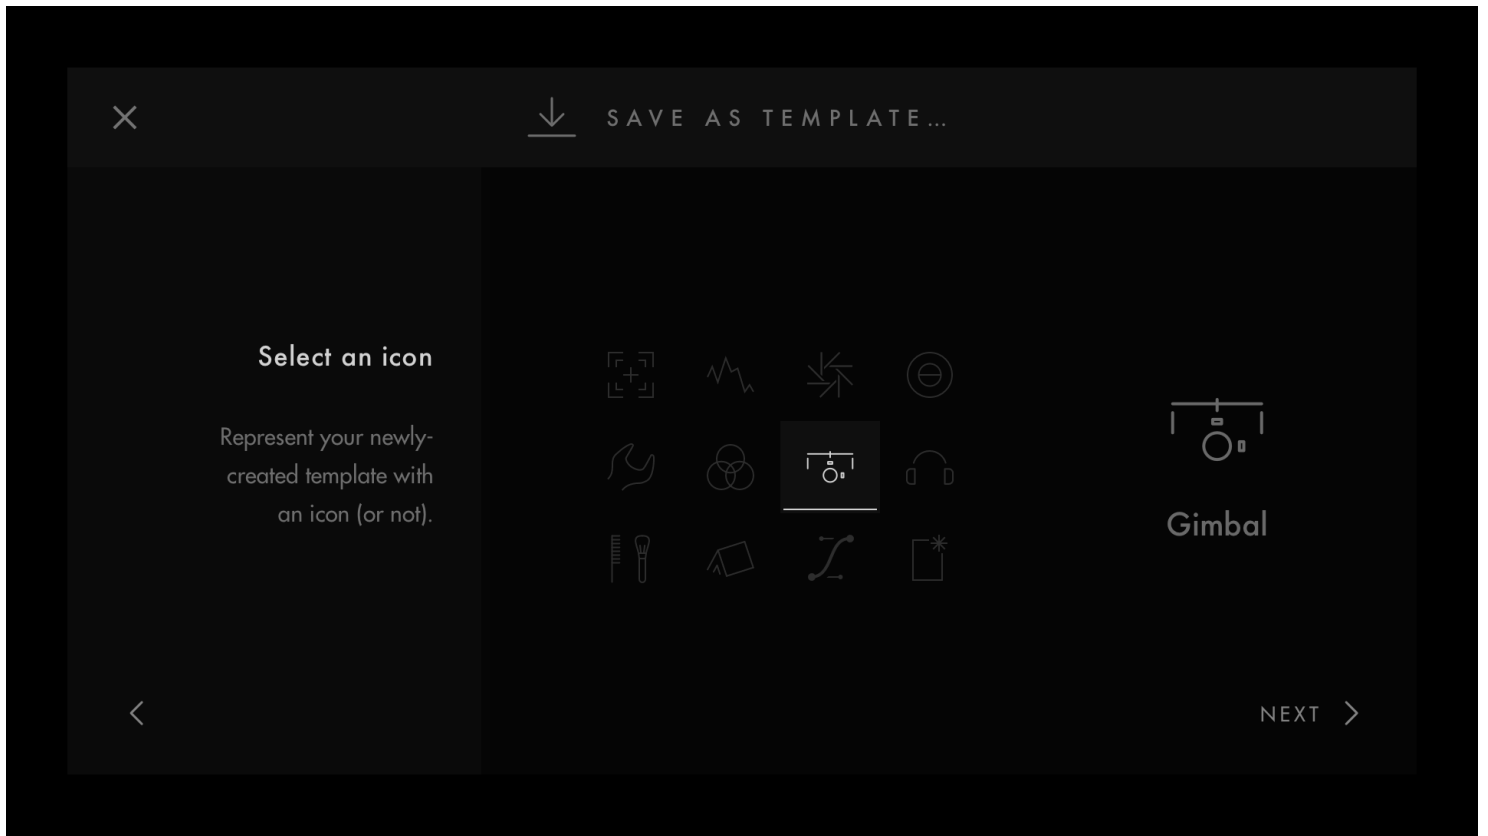 SAVE AS TEMPLATE…
Select an icon
Represent your newly-
created template with
an icon (or not).
Gimbal
NEXT